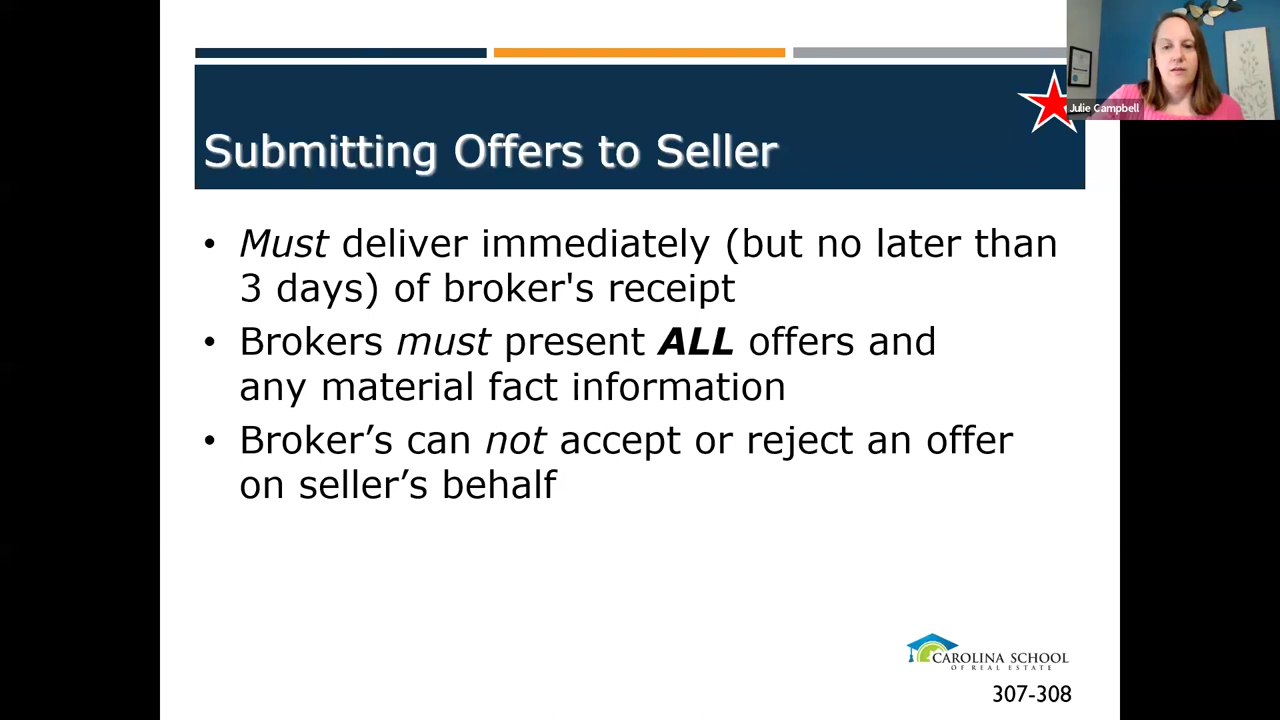 Submitting Offers to Seller
Julie Campbell
• Must deliver immediately (but no later than
3 days) of broker's receipt
• Brokers must present ALL offers and
any material fact information
• Broker’s can not accept or reject an offer
on seller’s behalf
CAROLINA SCHOOL
OF REAL ESTATE
307-308